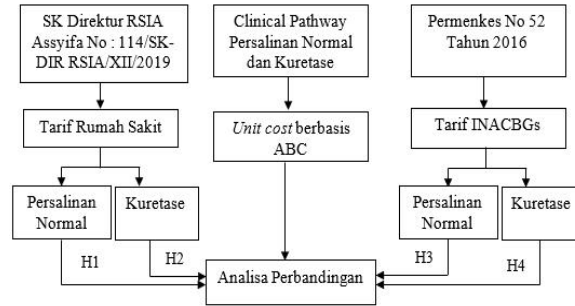 SK Direktur RSIA
Assyifa No : 114/SK-
DIR RSIA/XII/2019
Clinical Pathway
Persalinan Normal
dan Kuretase
Permenkes No 52
Tahun 2016
Tarif Rumah Sakit
Unit cost berbasis
ABC
Tarif INACBGs
Persalinan
Normal
Kuretase
Persalinan
Normal
Kuretase
H1
H2
H3
H4
Analisa Perbandingan